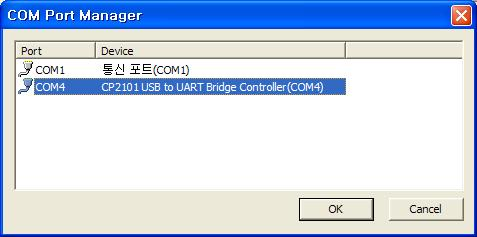 COM Port Manager
Port Device
COM1 통신 포트(COM1)
COM4 CP2101 USB to UART Bridge Controller(COM4)
OK Cancel